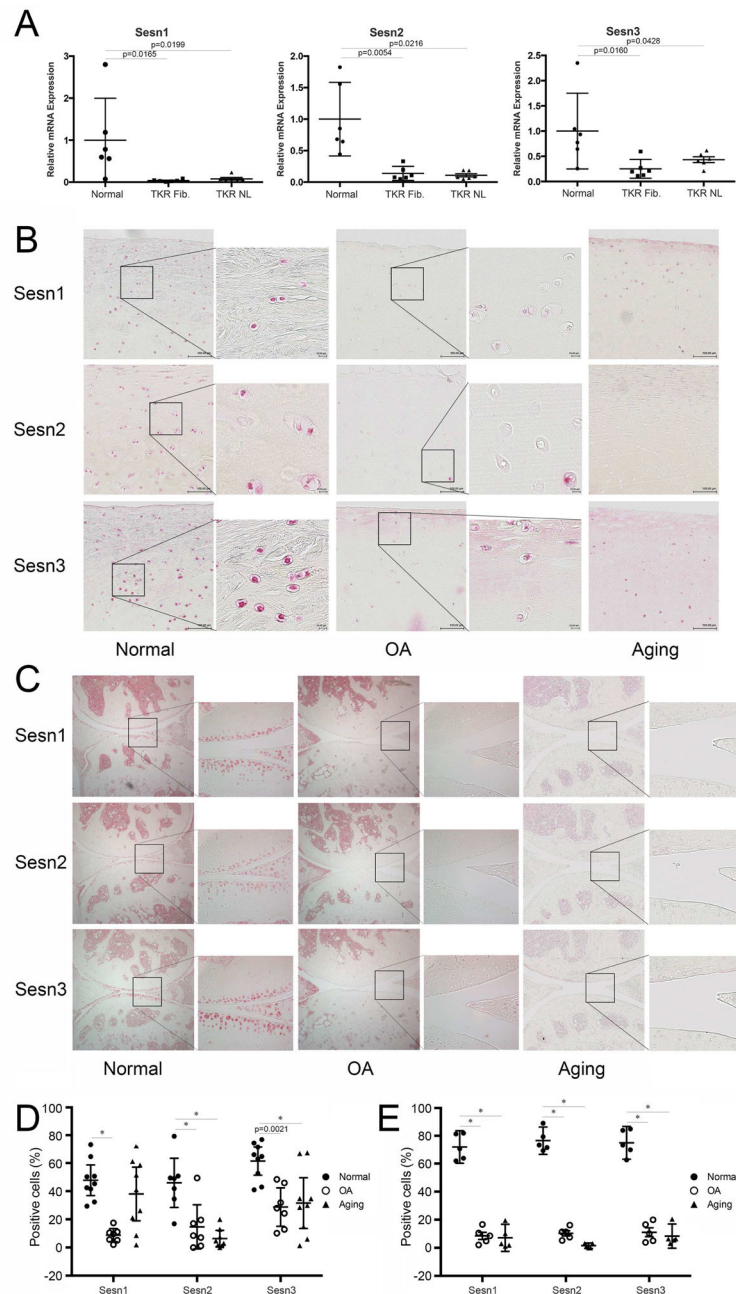 A
Sesn1
p=0.0199
p=0.0165
Relative mRNA Expression
3
2
1
0
Normal
TKR Fib.
TKR NL
Sesn2
p=0.0216
p=0.0054
Relative mRNA Expression
2.0
1.5
1.0
0.5
0.0
Normal
TKR Fib.
TKR NL
Sesn3
p=0.0428
p=0.0160
Relative mRNA Expression
2.5
2.0
1.5
1.0
0.5
0.0
Normal
TKR Fib.
TKR NL
B
Sesn1
Sesn2
Sesn3
Normal
OA
Aging
C
Sesn1
Sesn2
Sesn3
Normal
OA
Aging
D
Positive cells (%)
100
80
60
40
20
0
-20
*
*
*
*
p=0.0021
Sesn1
Sesn2
Sesn3
Normal
OA
Aging
E
Positive cells (%)
100
80
60
40
20
0
-20
*
*
*
*
*
*
Sesn1
Sesn2
Sesn3
Normal
OA
Aging